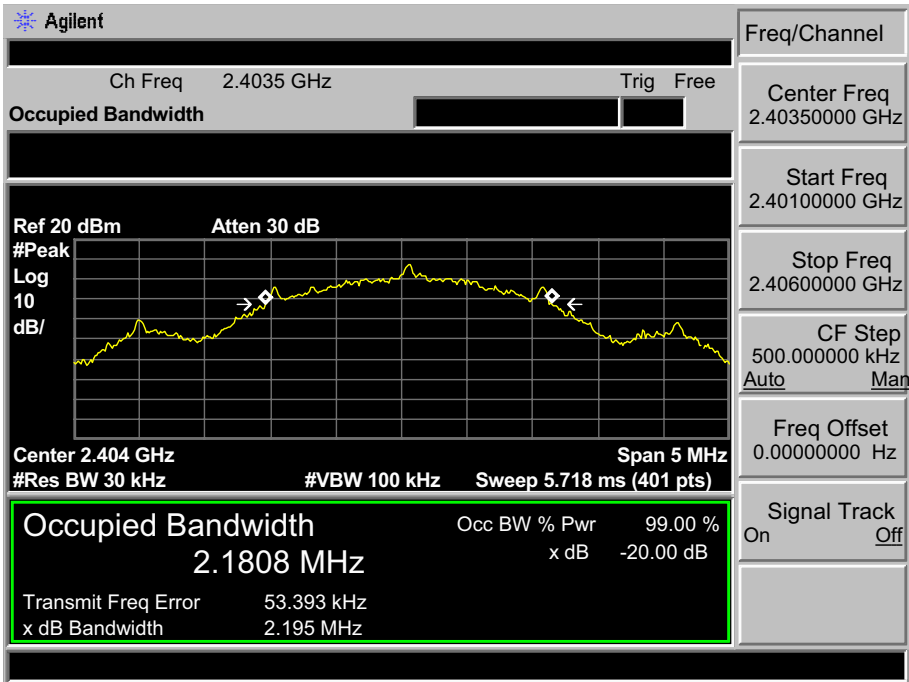 Agilent
Freq/Channel
Ch Freq 2.4035 GHz Trig Free
Occupied Bandwidth
Center Freq
2.40350000 GHz
Start Freq
2.40100000 GHz
Ref 20 dBm Atten 30 dB
#Peak
Log
10
dB/
Stop Freq
2.40600000 GHz
CF Step
500.000000 kHz
Auto Man
Freq Offset
0.00000000 Hz
Center 2.404 GHz Span 5 MHz
#Res BW 30 kHz #VBW 100 kHz Sweep 5.718 ms (401 pts)
Signal Track
On Off
Occupied Bandwidth Occ BW % Pwr 99.00 %
2.1808 MHz x dB -20.00 dB
Transmit Freq Error 53.393 kHz
x dB Bandwidth 2.195 MHz